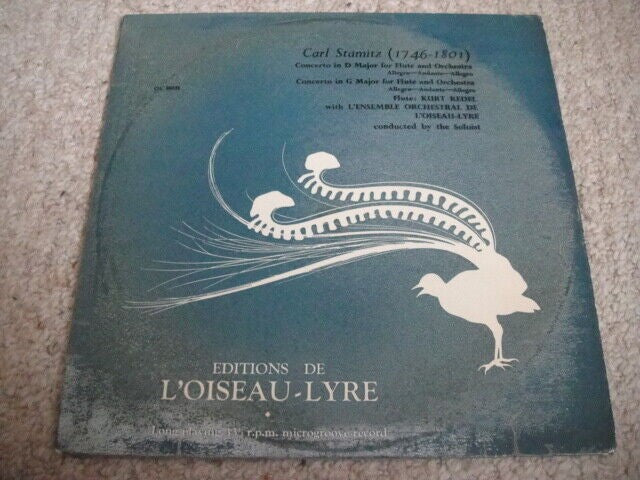 Carl Stamitz (1746-1801)
Concerto in D Major for Flute and Orchestra
Allegro—Andante—Allegro
Concerto in G Major for Flute and Orchestra
Allegro—Andante—Allegro
Flute: KURT REDEL
with L'ENSEMBLE ORCHESTRAL DE
L'OISEAU-LYRE
conducted by the Soloist
OL
EDITIONS DE
L'OISEAU-LYRE
Long playing r.p.m. microgroove record